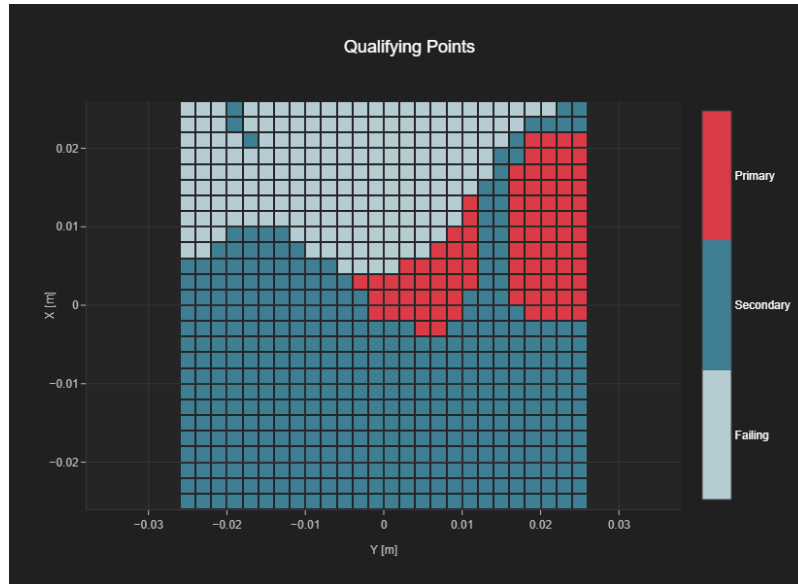 Qualifying Points
Primary
Secondary
Failing
0.02
0.01
0
−0.01
−0.02
X [m]
−0.03
−0.02
−0.01
0
0.01
0.02
0.03
Y [m]